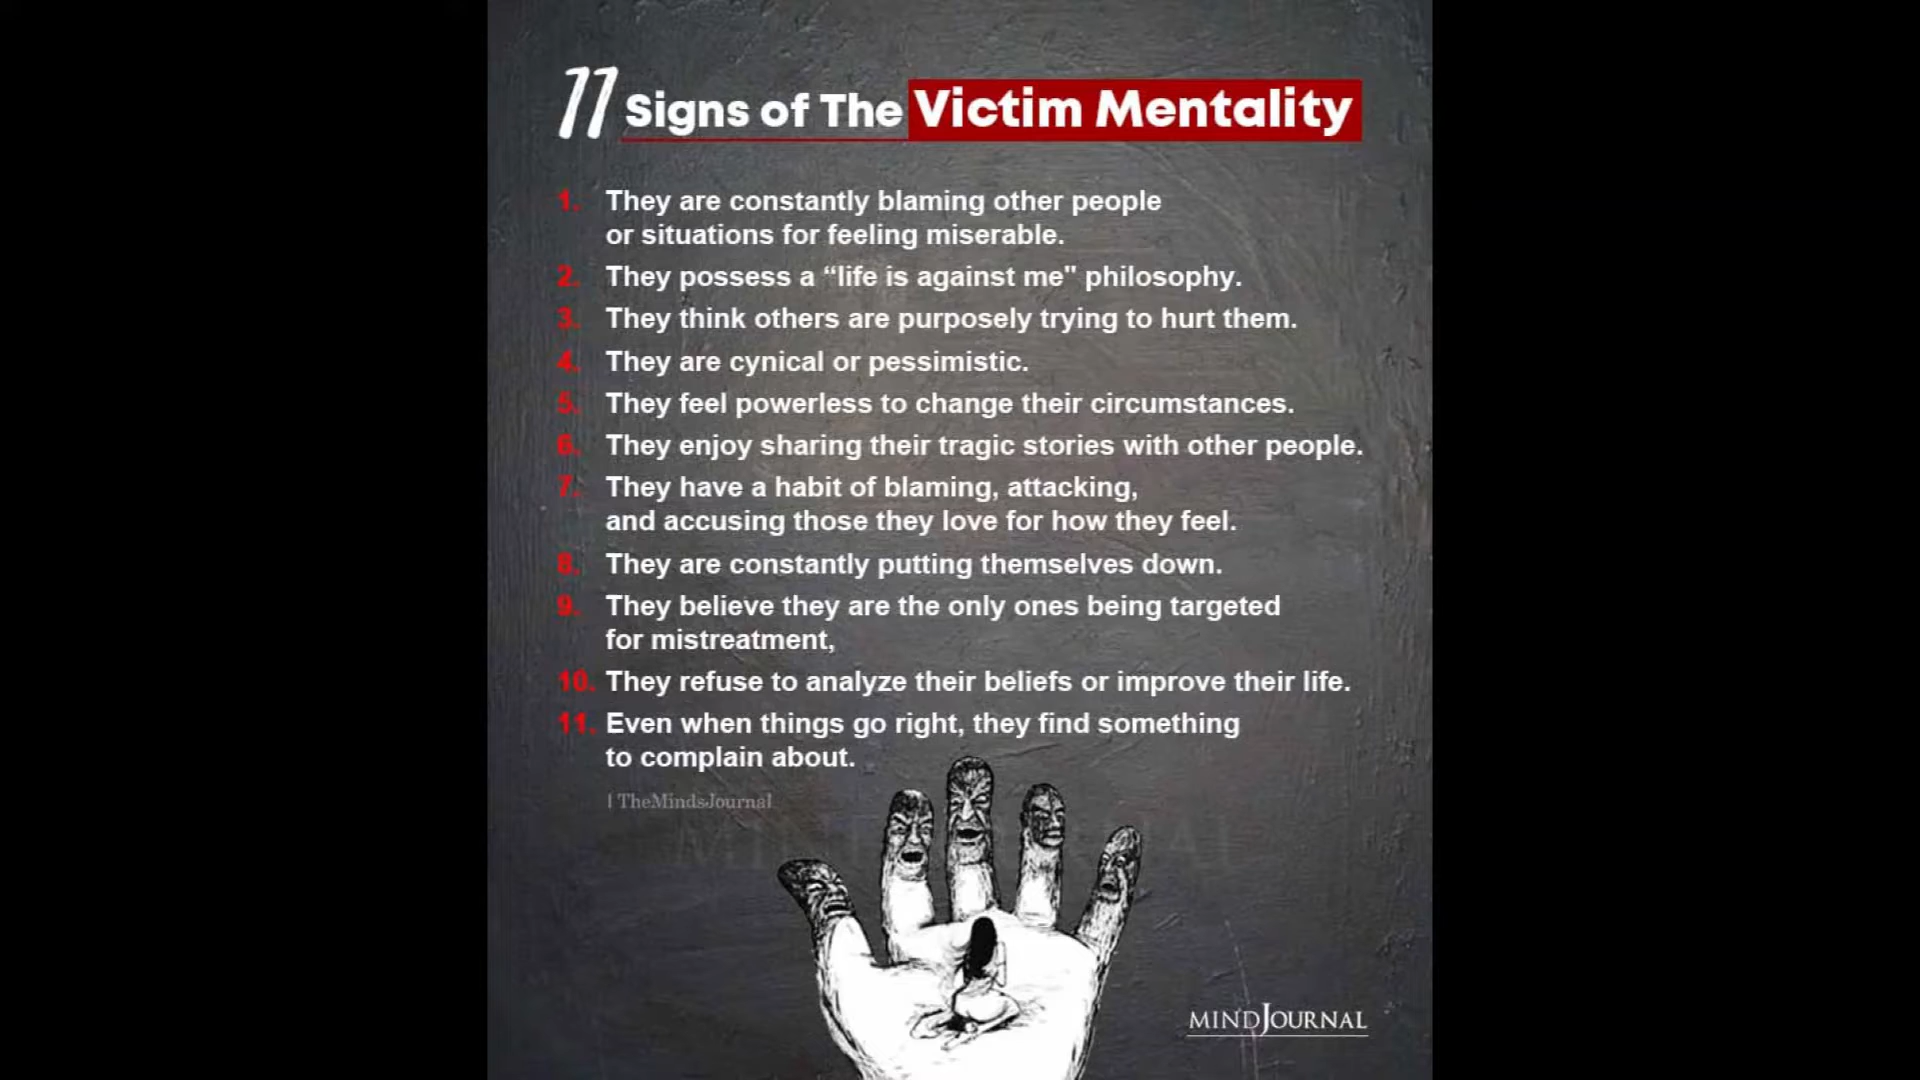 11 Signs of The Victim Mentality
1. They are constantly blaming other people
or situations for feeling miserable.
2. They possess a “life is against me" philosophy.
3. They think others are purposely trying to hurt them.
4. They are cynical or pessimistic.
5. They feel powerless to change their circumstances.
6. They enjoy sharing their tragic stories with other people.
7. They have a habit of blaming, attacking,
and accusing those they love for how they feel.
8. They are constantly putting themselves down.
9. They believe they are the only ones being targeted
for mistreatment,
10. They refuse to analyze their beliefs or improve their life.
11. Even when things go right, they find something
to complain about.
| TheMindsJournal
MINDJOURNAL